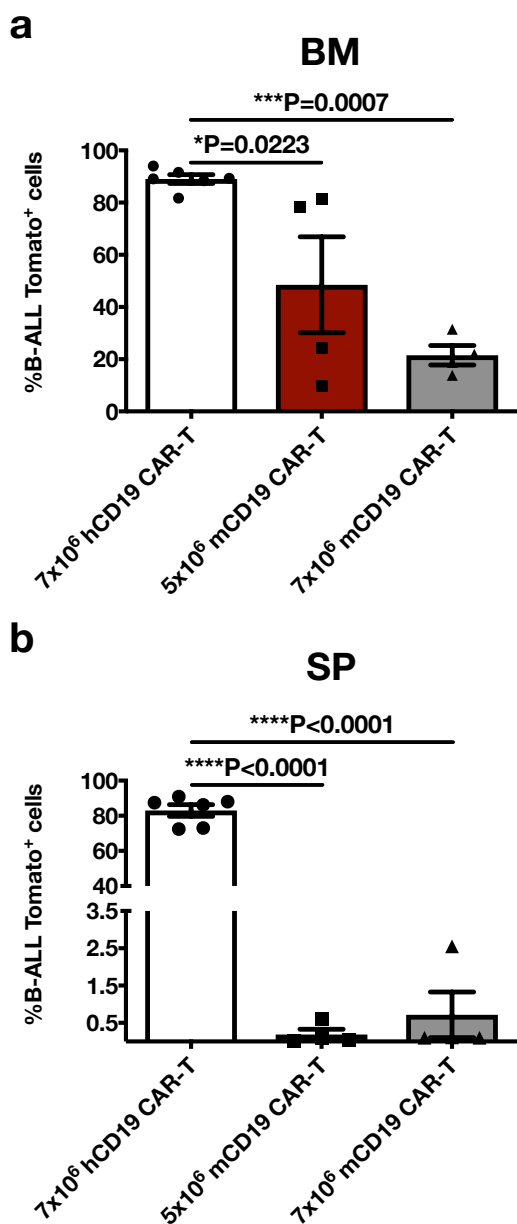 a
BM
***P=0.0007
*P=0.0223
%B-ALL Tomato⁺ cells
100
80
60
40
20
0
7x10⁶ hCD19 CAR-T
5x10⁶ mCD19 CAR-T
7x10⁶ mCD19 CAR-T
b
SP
****P<0.0001
****P<0.0001
%B-ALL Tomato⁺ cells
100
80
60
40
3.5
2.5
1.5
0.5
7x10⁶ hCD19 CAR-T
5x10⁶ mCD19 CAR-T
7x10⁶ mCD19 CAR-T